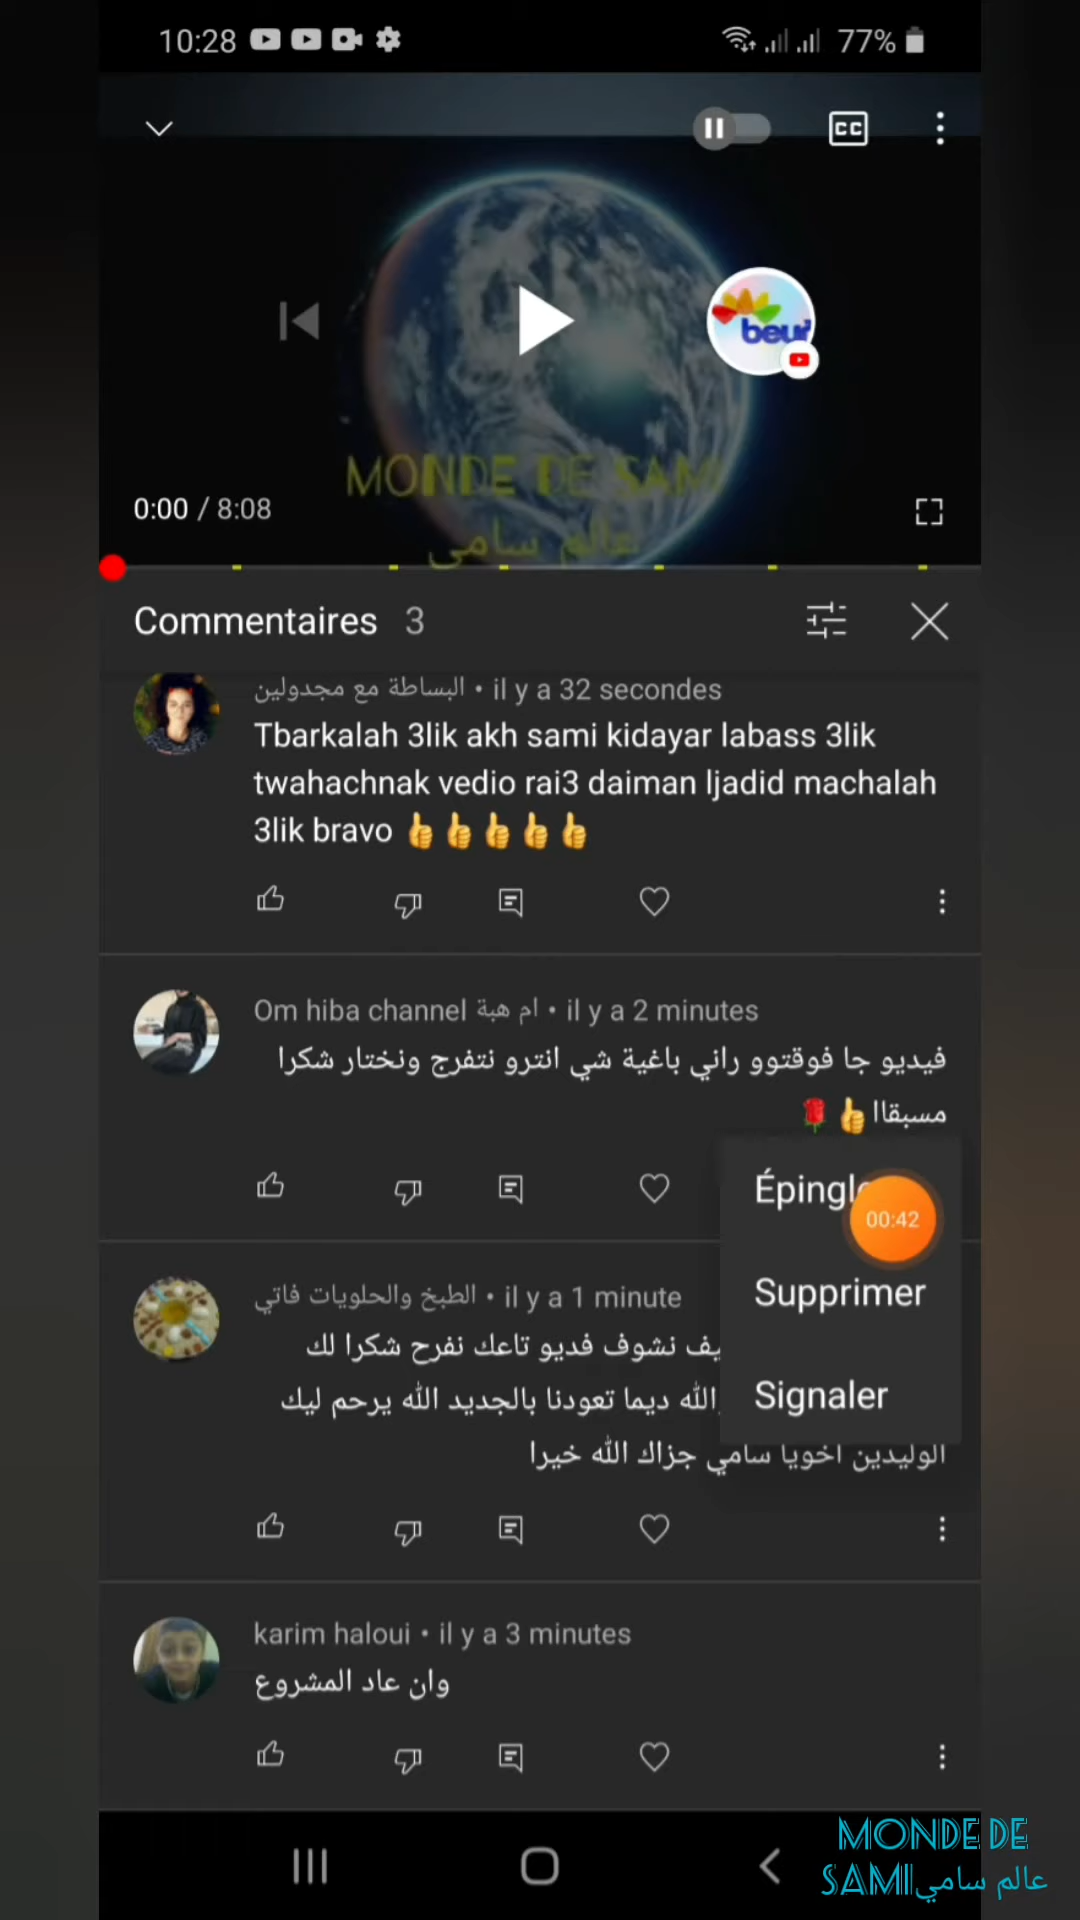 10:28
77%
CC
beur
MONDE DE SAMI
عالم سامي
0:00 / 8:08
Commentaires 3
البساطة مع مجدولين • il y a 32 secondes
Tbarkalah 3lik akh sami kidayar labass 3lik
twahachnak vedio rai3 daiman ljadid machalah
3lik bravo 👍👍👍👍👍
Om hiba channel ام هبة • il y a 2 minutes
فيديو جا فوقتوو راني باغية شي انترو نتفرج ونختار شكرا
مسبقاا👍🌹
Épingle
00:42
Supprimer
Signaler
الطبخ والحلويات فاتي • il y a 1 minute
نشوف فديو تاعك نفرح شكرا لك
الله ديما تعودنا بالجديد الله يرحم ليك
الوليدين اخويا سامي جزاك الله خيرا
karim haloui • il y a 3 minutes
وان عاد المشروع
MONDE DE
SAMI عالم سامي